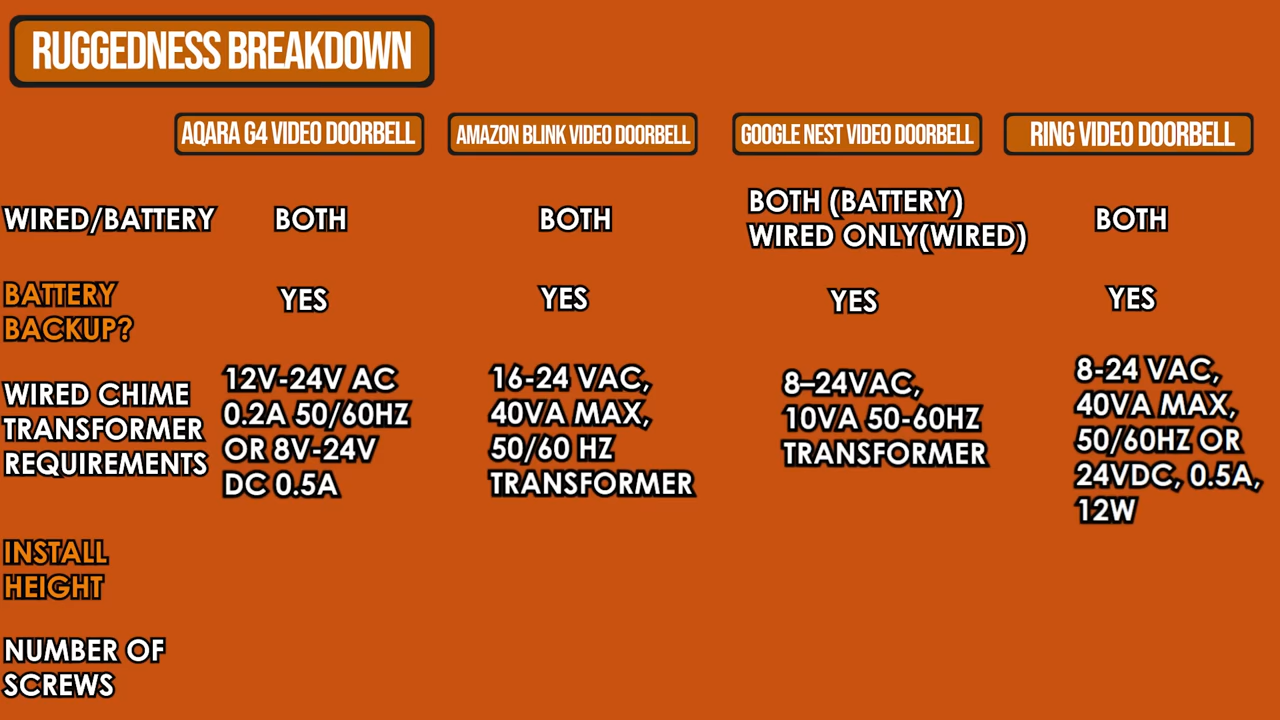 RUGGEDNESS BREAKDOWN
AQARA G4 VIDEO DOORBELL
AMAZON BLINK VIDEO DOORBELL
GOOGLE NEST VIDEO DOORBELL
RING VIDEO DOORBELL
WIRED/BATTERY
BOTH
BOTH
BOTH (BATTERY)
WIRED ONLY(WIRED)
BOTH
BATTERY
BACKUP?
YES
YES
YES
YES
WIRED CHIME
TRANSFORMER
REQUIREMENTS
12V-24V AC
0.2A 50/60HZ
OR 8V-24V
DC 0.5A
16-24 VAC,
40VA MAX,
50/60 HZ
TRANSFORMER
8–24VAC,
10VA 50-60HZ
TRANSFORMER
8-24 VAC,
40VA MAX,
50/60HZ OR
24VDC, 0.5A,
12W
INSTALL
HEIGHT
NUMBER OF
SCREWS